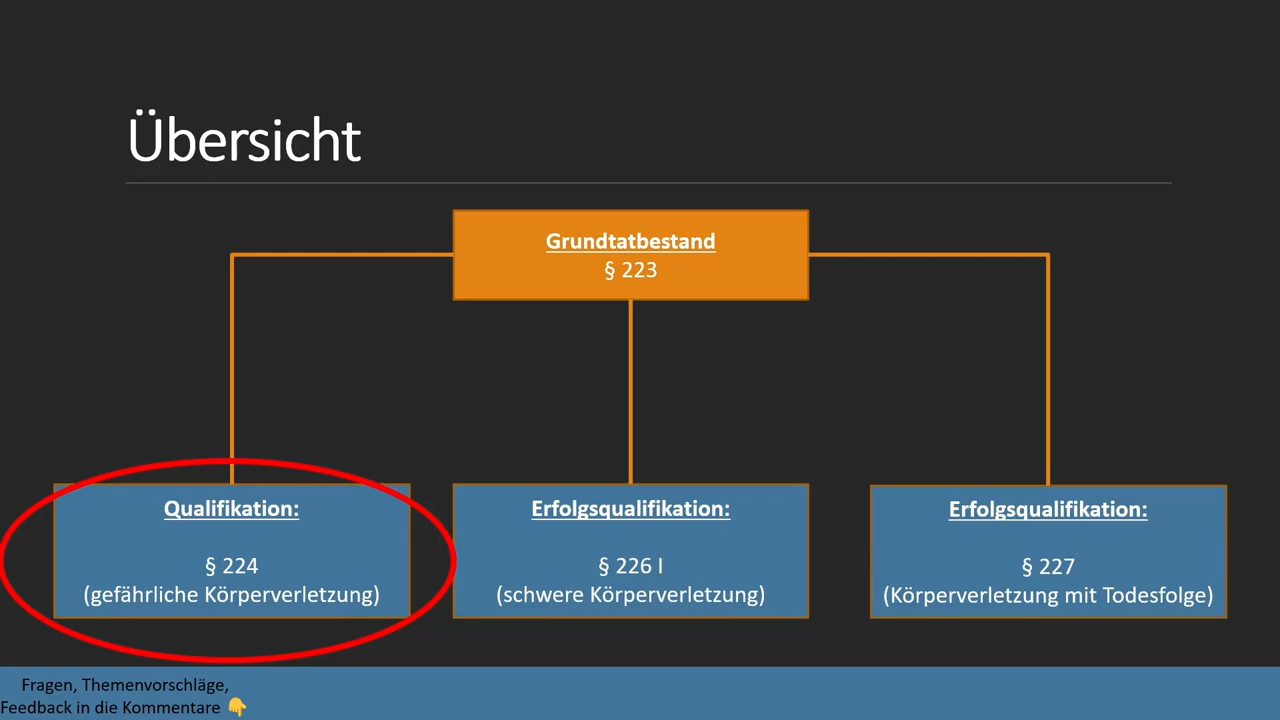 Übersicht
Grundtatbestand
§ 223
Qualifikation:
§ 224
(gefährliche Körperverletzung)
Erfolgsqualifikation:
§ 226 I
(schwere Körperverletzung)
Erfolgsqualifikation:
§ 227
(Körperverletzung mit Todesfolge)
Fragen, Themenvorschläge,
Feedback in die Kommentare 👇